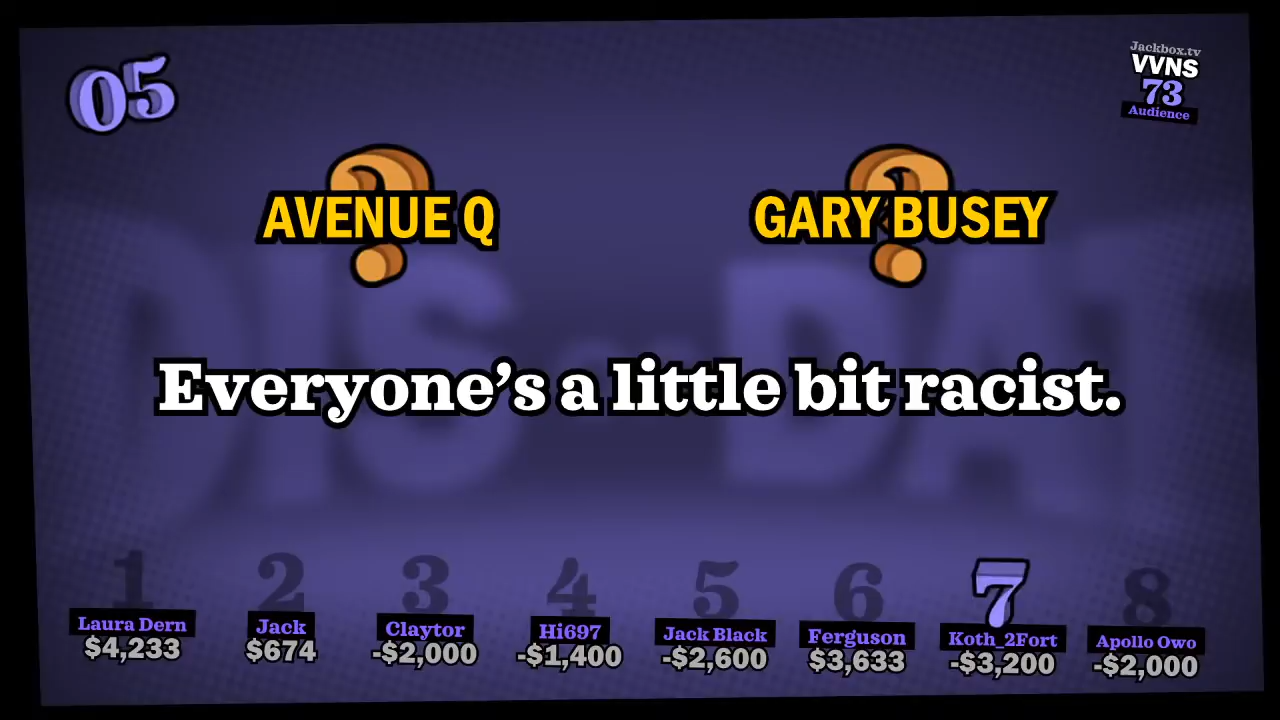 05
Jackbox.tv
VVNS
73
Audience
AVENUE Q
GARY BUSEY
DIS DAT
Everyone's a little bit racist.
1 2 3 4 5 6 7 8
Laura Dern Jack Claytor Hi697 Jack Black Ferguson Koth_2Fort Apollo Owo
$4,233 $674 -$2,000 -$1,400 -$2,600 $3,633 -$3,200 -$2,000